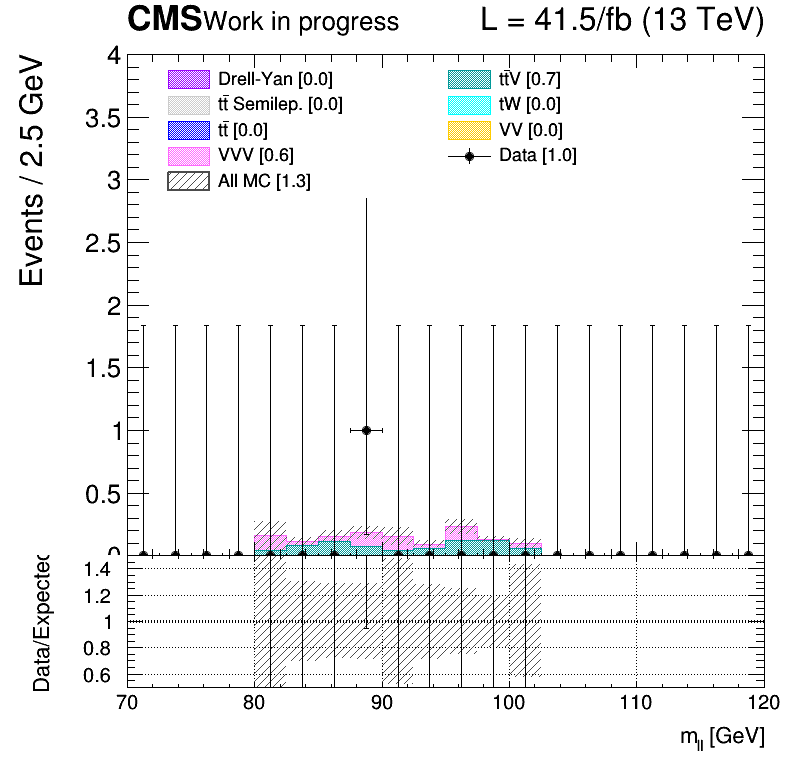 CMS Work in progress L = 41.5/fb (13 TeV)
Events / 2.5 GeV
4
3.5
3
2.5
2
1.5
1
0.5
0
Drell-Yan [0.0]
tt̄ Semilep. [0.0]
tt̄ [0.0]
VVV [0.6]
All MC [1.3]
tt̄V [0.7]
tW [0.0]
VV [0.0]
Data [1.0]
Data/Expected
1.4
1.2
1
0.8
0.6
70 80 90 100 110 120
m_ll [GeV]